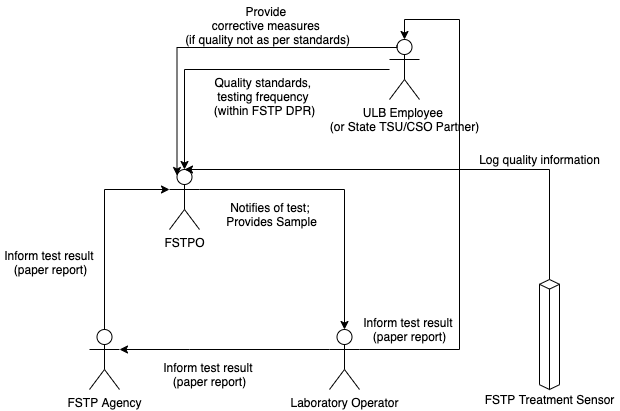 Provide
corrective measures
(if quality not as per standards)
Quality standards,
testing frequency
(within FSTP DPR)
ULB Employee
(or State TSU/CSO Partner)
Log quality information
Notifies of test;
Provides Sample
FSTPO
Inform test result
(paper report)
Inform test result
(paper report)
Inform test result
(paper report)
FSTP Agency
Laboratory Operator
FSTP Treatment Sensor